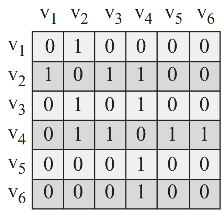 v1 v2 v3 v4 v5 v6
v1 0 1 0 0 0 0
v2 1 0 1 1 0 0
v3 0 1 0 1 0 0
v4 0 1 1 0 1 1
v5 0 0 0 1 0 0
v6 0 0 0 1 0 0